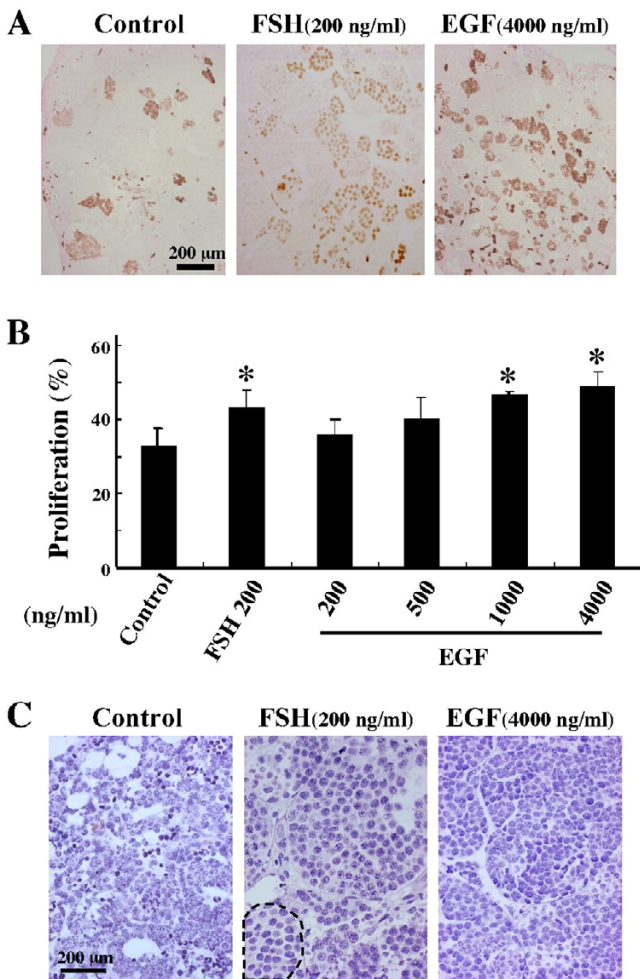 A
Control
FSH(200 ng/ml)
EGF(4000 ng/ml)
200 μm
B
Proliferation (%)
60
40
20
0
*
*
*
(ng/ml)
Control
FSH 200
200
500
1000
4000
EGF
C
Control
FSH(200 ng/ml)
EGF(4000 ng/ml)
200 μm